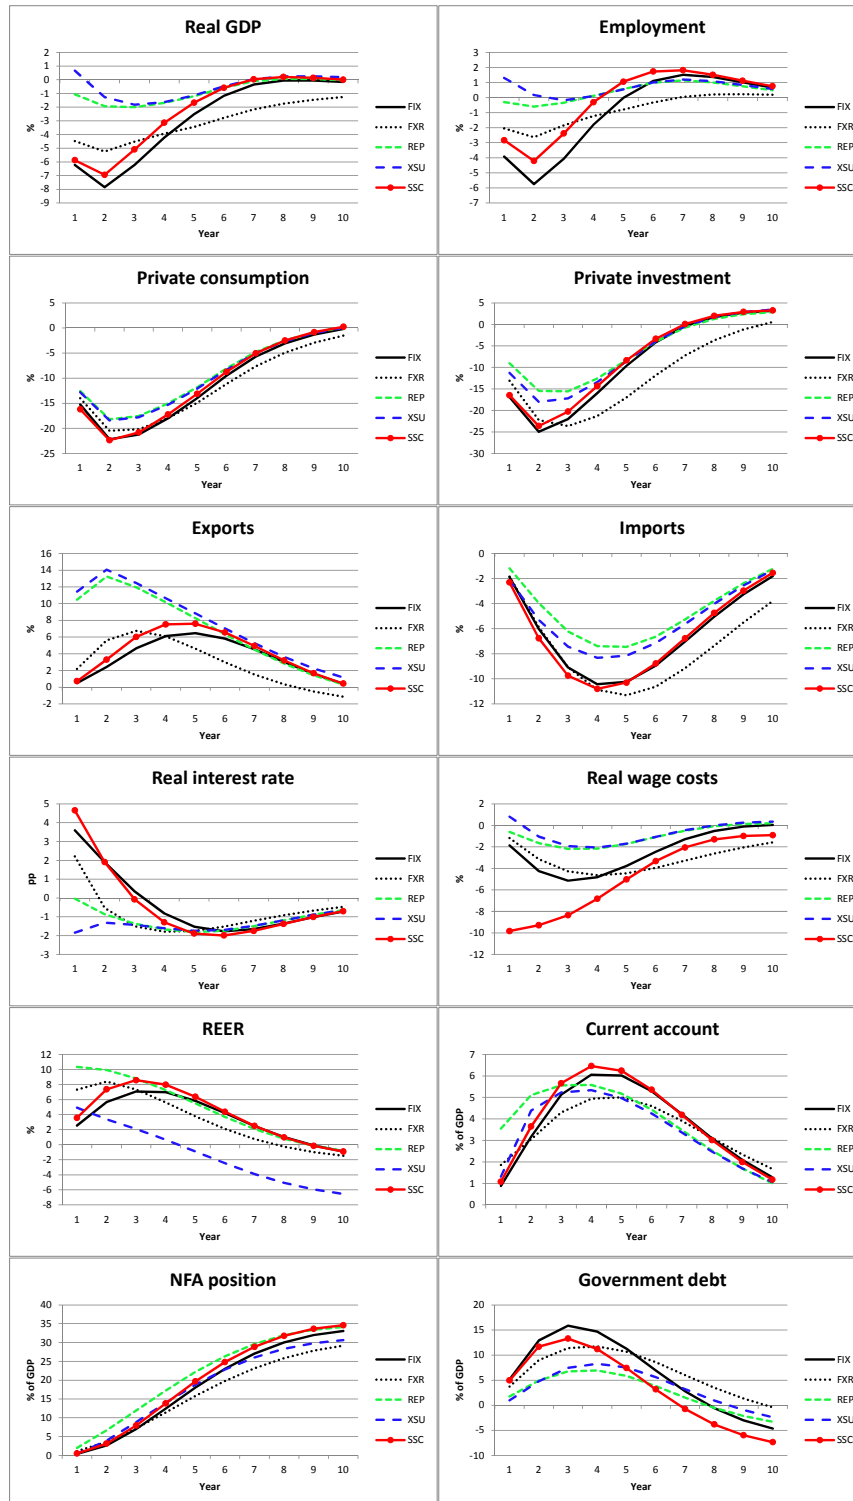 Real GDP
2
1
0
-1
-2
-3
-4
-5
-6
-7
-8
-9
%
1 2 3 4 5 6 7 8 9 10
Year
FIX
FXR
REP
XSU
SSC
Employment
3
2
1
0
-1
-2
-3
-4
-5
-6
-7
%
1 2 3 4 5 6 7 8 9 10
Year
FIX
FXR
REP
XSU
SSC
Private consumption
5
0
-5
-10
-15
-20
-25
%
1 2 3 4 5 6 7 8 9 10
Year
FIX
FXR
REP
XSU
SSC
Private investment
5
0
-5
-10
-15
-20
-25
-30
%
1 2 3 4 5 6 7 8 9 10
Year
FIX
FXR
REP
XSU
SSC
Exports
16
14
12
10
8
6
4
2
0
-2
%
1 2 3 4 5 6 7 8 9 10
Year
FIX
FXR
REP
XSU
SSC
Imports
0
-2
-4
-6
-8
-10
-12
%
1 2 3 4 5 6 7 8 9 10
Year
FIX
FXR
REP
XSU
SSC
Real interest rate
5
4
3
2
1
0
-1
-2
-3
pp
1 2 3 4 5 6 7 8 9 10
Year
FIX
FXR
REP
XSU
SSC
Real wage costs
2
0
-2
-4
-6
-8
-10
-12
%
1 2 3 4 5 6 7 8 9 10
Year
FIX
FXR
REP
XSU
SSC
REER
12
10
8
6
4
2
0
-2
-4
-6
-8
%
1 2 3 4 5 6 7 8 9 10
Year
FIX
FXR
REP
XSU
SSC
Current account
7
6
5
4
3
2
1
0
% of GDP
1 2 3 4 5 6 7 8 9 10
Year
FIX
FXR
REP
XSU
SSC
NFA position
40
35
30
25
20
15
10
5
0
% of GDP
1 2 3 4 5 6 7 8 9 10
Year
FIX
FXR
REP
XSU
SSC
Government debt
20
15
10
5
0
-5
-10
% of GDP
1 2 3 4 5 6 7 8 9 10
Year
FIX
FXR
REP
XSU
SSC